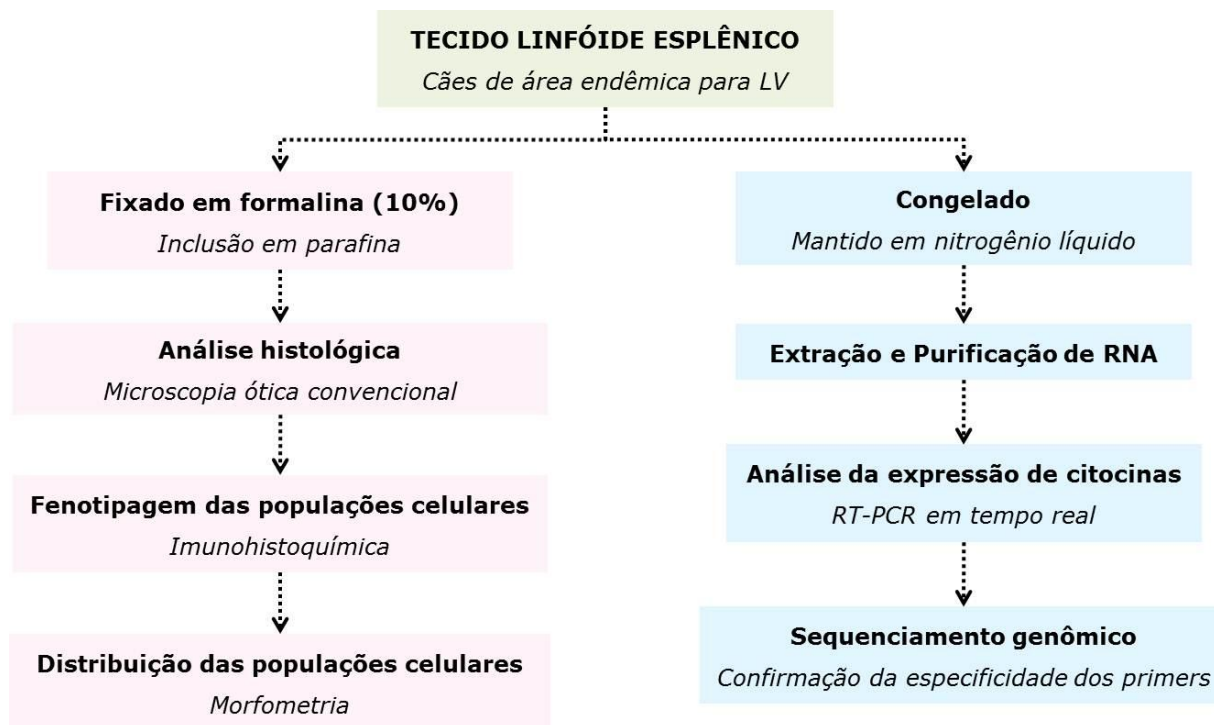 TECIDO LINFÓIDE ESPLÊNICO
Cães de área endêmica para LV
Fixado em formalina (10%)
Inclusão em parafina
Análise histológica
Microscopia ótica convencional
Fenotipagem das populações celulares
Imunohistoquímica
Distribuição das populações celulares
Morfometria
Congelado
Mantido em nitrogênio líquido
Extração e Purificação de RNA
Análise da expressão de citocinas
RT-PCR em tempo real
Sequenciamento genômico
Confirmação da especificidade dos primers